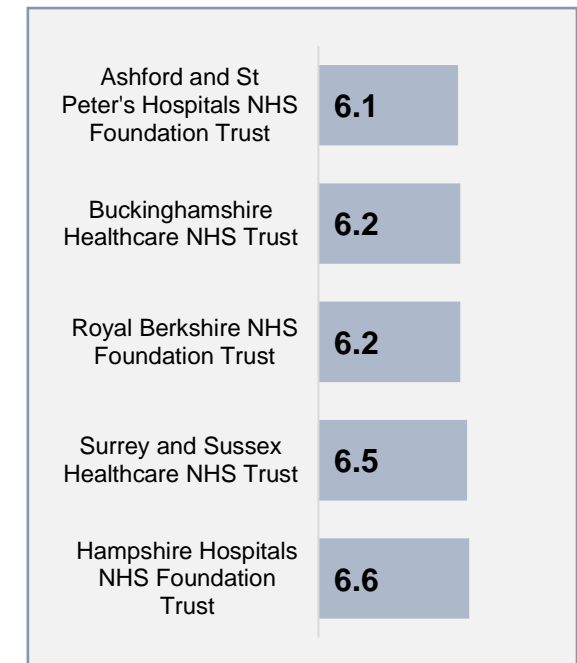 Ashford and St
Peter's Hospitals NHS
Foundation Trust
6.1
Buckinghamshire
Healthcare NHS Trust
6.2
Royal Berkshire NHS
Foundation Trust
6.2
Surrey and Sussex
Healthcare NHS Trust
6.5
Hampshire Hospitals
NHS Foundation
Trust
6.6